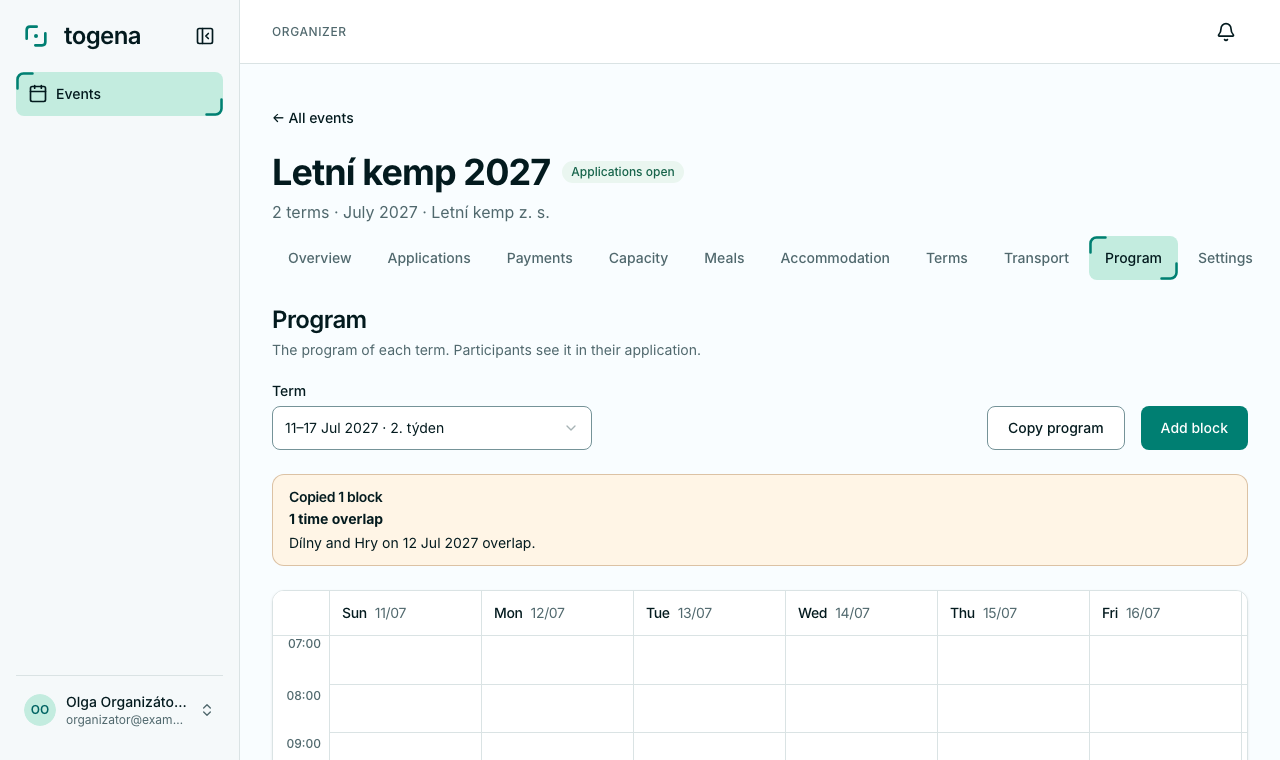 togena
ORGANIZER
Events
← All events
Letní kemp 2027 Applications open
2 terms · July 2027 · Letní kemp z. s.
Overview Applications Payments Capacity Meals Accommodation Terms Transport Program Settings
Program
The program of each term. Participants see it in their application.
Term
11–17 Jul 2027 · 2. týden
Copy program
Add block
Copied 1 block
1 time overlap
Dílny and Hry on 12 Jul 2027 overlap.
Sun 11/07 Mon 12/07 Tue 13/07 Wed 14/07 Thu 15/07 Fri 16/07
07:00
08:00
09:00
OO
Olga Organizáto...
organizator@exam...